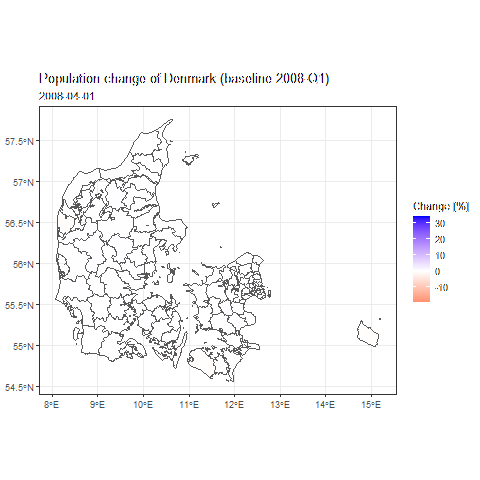 Population change of Denmark (baseline 2008-Q1)
2008-04-01
57.5°N
57°N
56.5°N
56°N
55.5°N
55°N
54.5°N
8°E 9°E 10°E 11°E 12°E 13°E 14°E 15°E
Change (%)
30
20
10
0
-10